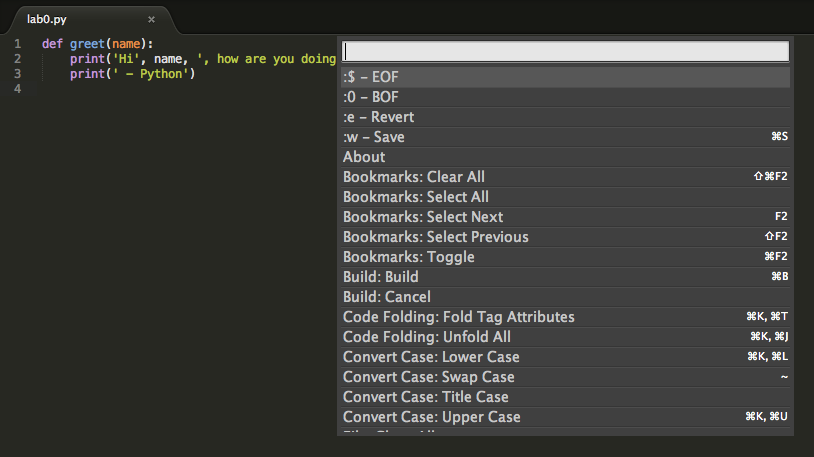 lab0.py ×
1 def greet(name):
2 print('Hi', name, ', how are you doing
3 print(' - Python')
4
:$ – EOF
:0 – BOF
:e – Revert
:w – Save ⌘S
About
Bookmarks: Clear All ⇧⌘F2
Bookmarks: Select All
Bookmarks: Select Next F2
Bookmarks: Select Previous ⇧F2
Bookmarks: Toggle ⌘F2
Build: Build ⌘B
Build: Cancel
Code Folding: Fold Tag Attributes ⌘K, ⌘T
Code Folding: Unfold All ⌘K, ⌘J
Convert Case: Lower Case ⌘K, ⌘L
Convert Case: Swap Case ~
Convert Case: Title Case
Convert Case: Upper Case ⌘K, ⌘U